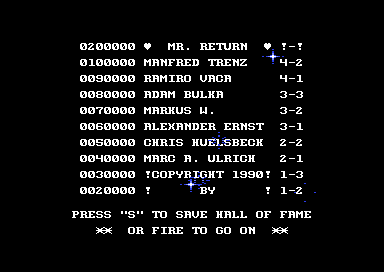 0200000 ♥ MR. RETURN ♥ !-!
0100000 MANFRED TRENZ 4-2
0090000 RAMIRO VACA 4-1
0080000 ADAM BULKA 3-3
0070000 MARKUS W. 3-2
0060000 ALEXANDER ERNST 3-1
0050000 CHRIS HUELSBECK 2-2
0040000 MARC A. ULRICH 2-1
0030000 !COPYRIGHT 1990! 1-3
0020000 ! BY ! 1-2
PRESS "S" TO SAVE HALL OF FAME
OR FIRE TO GO ON